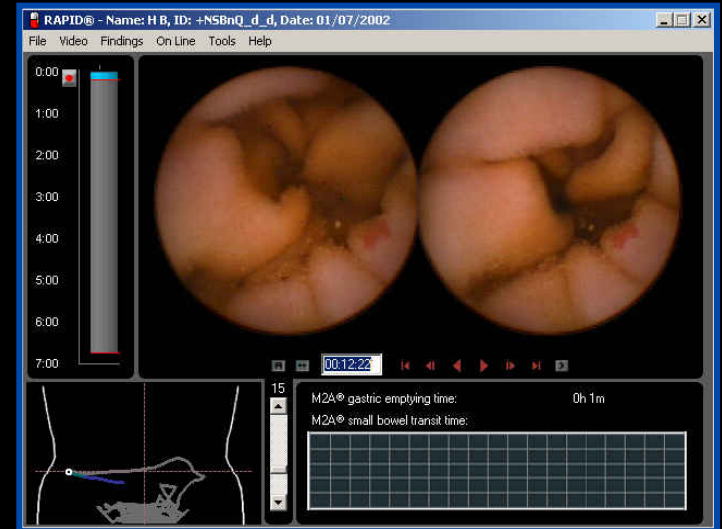 RAPID® - Name: H B, ID: +NSBnQ_d_d, Date: 01/07/2002
File Video Findings On Line Tools Help
0:00
1:00
2:00
3:00
4:00
5:00
6:00
7:00
00:12:22
15
M2A® gastric emptying time: 0h 1m
M2A® small bowel transit time: